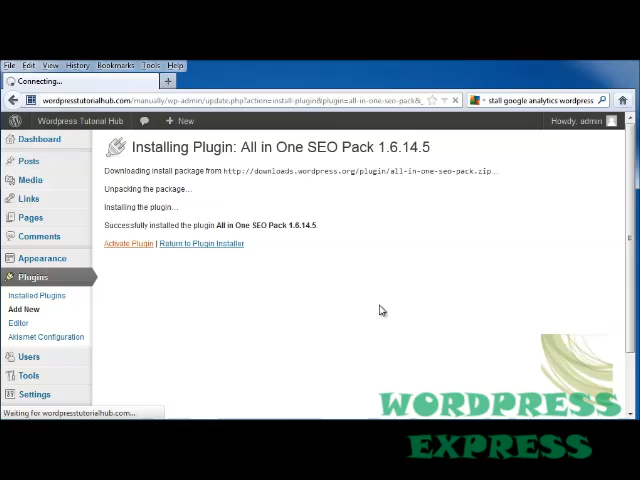 File Edit View History Bookmarks Tools Help
Connecting... +
wordpresstutorialhub.com/manually/wp-admin/update.php?action=install-plugin&plugin=all-in-one-seo-pack&_ stall google analytics wordpress
WordPress Tutorial Hub + New Howdy, admin
Dashboard
Posts
Media
Links
Pages
Comments
Appearance
Plugins
Installed Plugins
Add New
Editor
Akismet Configuration
Users
Tools
Settings
Installing Plugin: All in One SEO Pack 1.6.14.5
Downloading install package from http://downloads.wordpress.org/plugin/all-in-one-seo-pack.zip...
Unpacking the package...
Installing the plugin...
Successfully installed the plugin All in One SEO Pack 1.6.14.5.
Activate Plugin | Return to Plugin Installer
Waiting for wordpresstutorialhub.com...
WORDPRESS
EXPRESS